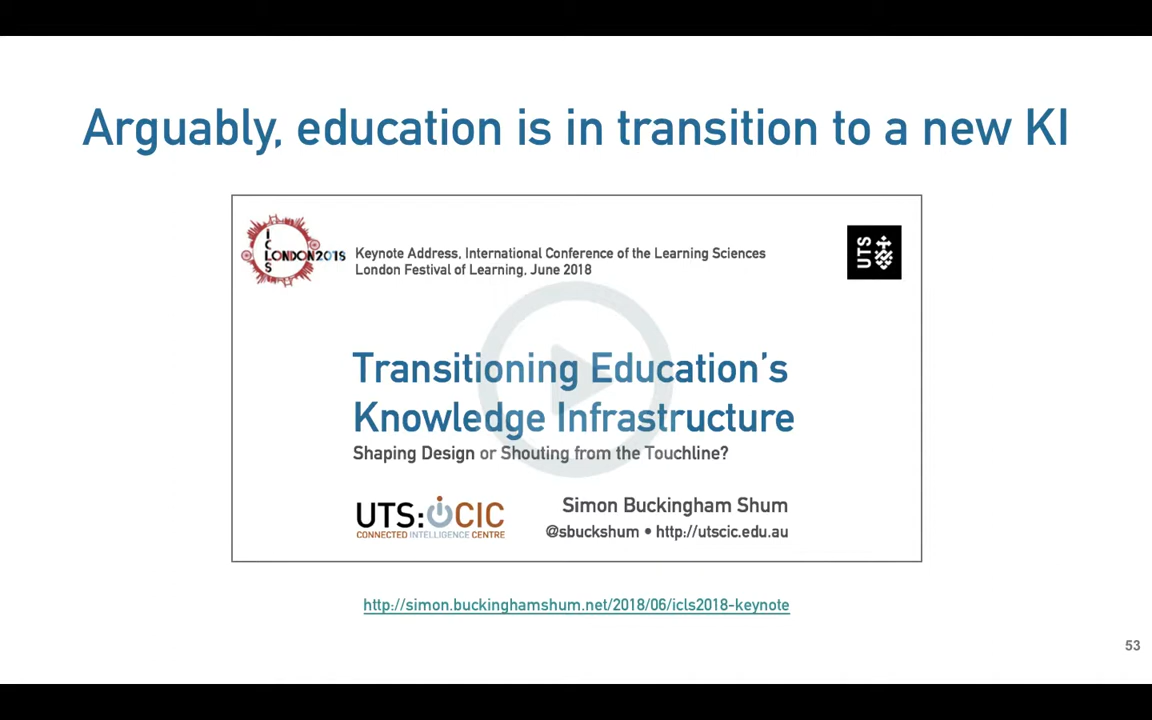 Arguably, education is in transition to a new KI
ICLS
LONDON2018
Keynote Address, International Conference of the Learning Sciences
London Festival of Learning, June 2018
UTS
Transitioning Education's
Knowledge Infrastructure
Shaping Design or Shouting from the Touchline?
UTS:CIC
CONNECTED INTELLIGENCE CENTRE
Simon Buckingham Shum
@sbuckshum • http://utscic.edu.au
http://simon.buckinghamshum.net/2018/06/icls2018-keynote
53